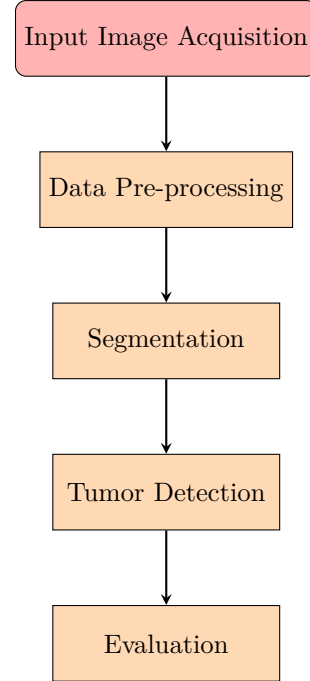 Input Image Acquisition
Data Pre-processing
Segmentation
Tumor Detection
Evaluation